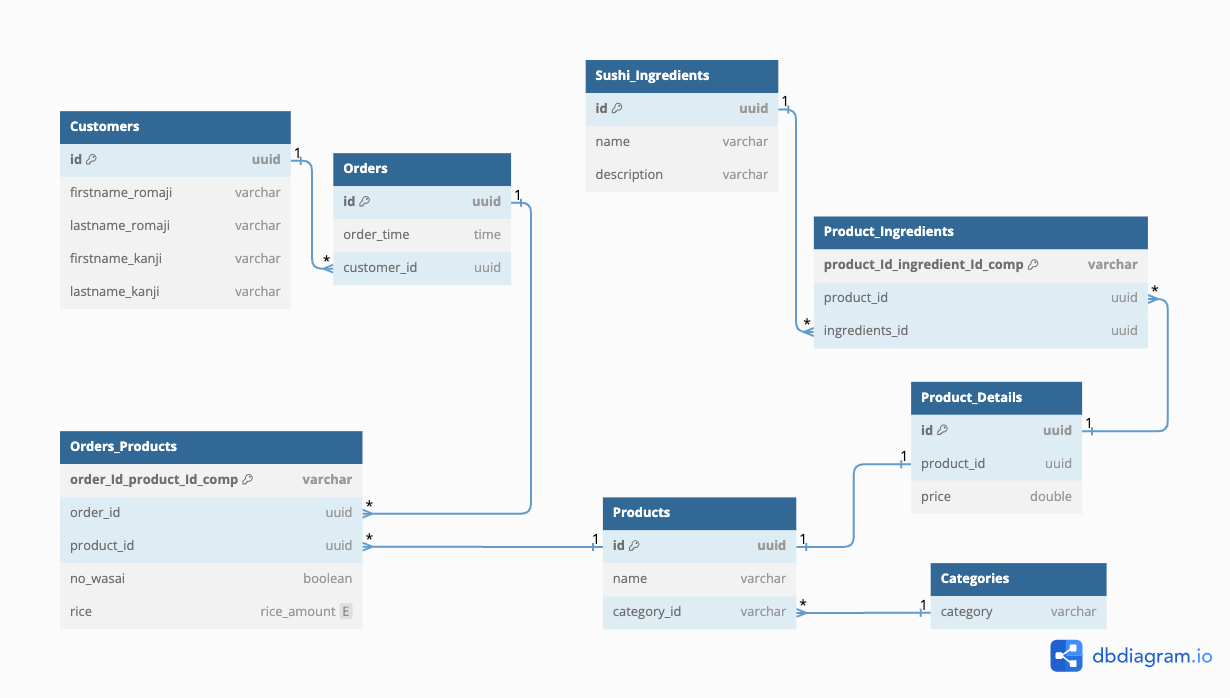 Sushi_Ingredients
id uuid
name varchar
description varchar
Customers
id uuid
firstname_romaji varchar
lastname_romaji varchar
firstname_kanji varchar
lastname_kanji varchar
Orders
id uuid
order_time time
customer_id uuid
Product_Ingredients
product_Id_ingredient_Id_comp varchar
product_id uuid
ingredients_id uuid
Product_Details
id uuid
product_id uuid
price double
Orders_Products
order_Id_product_Id_comp varchar
order_id uuid
product_id uuid
no_wasai boolean
rice rice_amount E
Products
id uuid
name varchar
category_id varchar
Categories
category varchar
1
*
1
*
1
*
*
1
1
1
*
1
*
1
dbdiagram.io